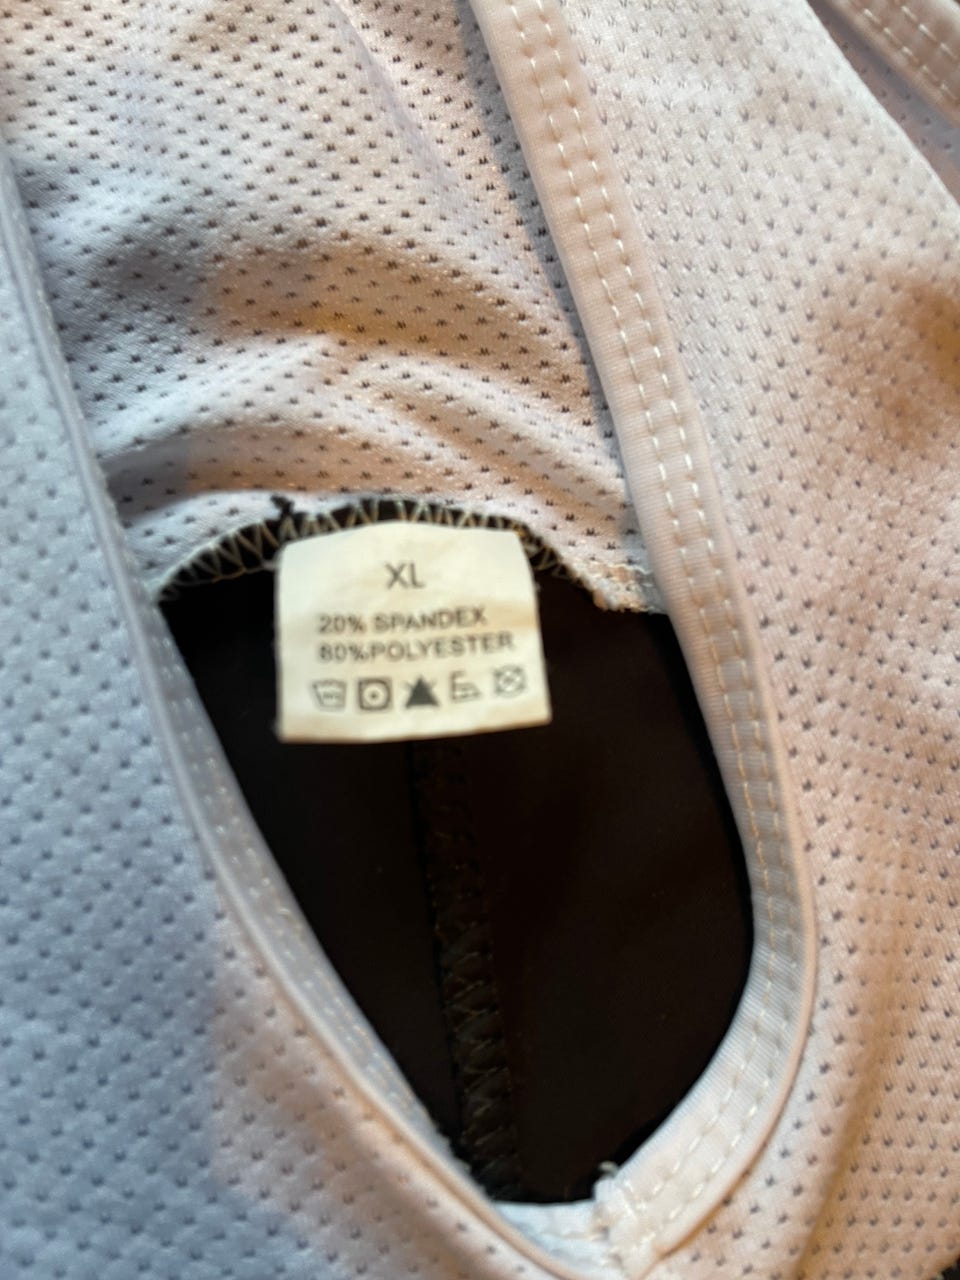 XL
20% SPANDEX
80%POLYESTER